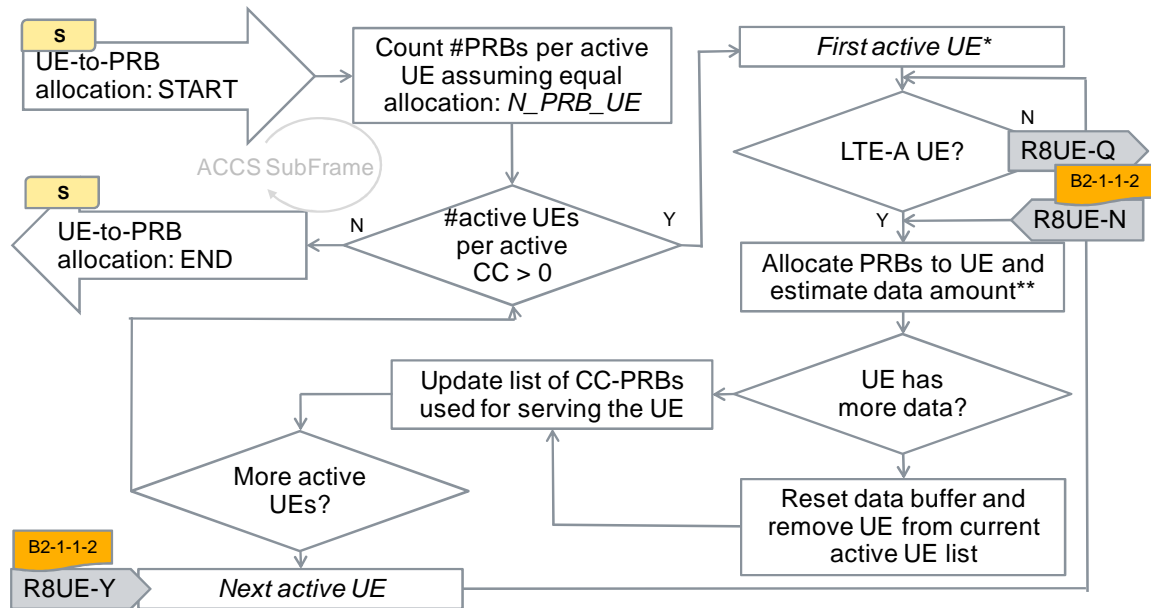 S
UE-to-PRB
allocation: START
Count #PRBs per active
UE assuming equal
allocation: N_PRB_UE
First active UE*
ACCS SubFrame
N
LTE-A UE?
R8UE-Q
B2-1-1-2
Y
R8UE-N
S
UE-to-PRB
allocation: END
N
#active UEs
per active
CC > 0
Y
Allocate PRBs to UE and
estimate data amount**
Update list of CC-PRBs
used for serving the UE
UE has
more data?
More active
UEs?
Reset data buffer and
remove UE from current
active UE list
B2-1-1-2
R8UE-Y
Next active UE